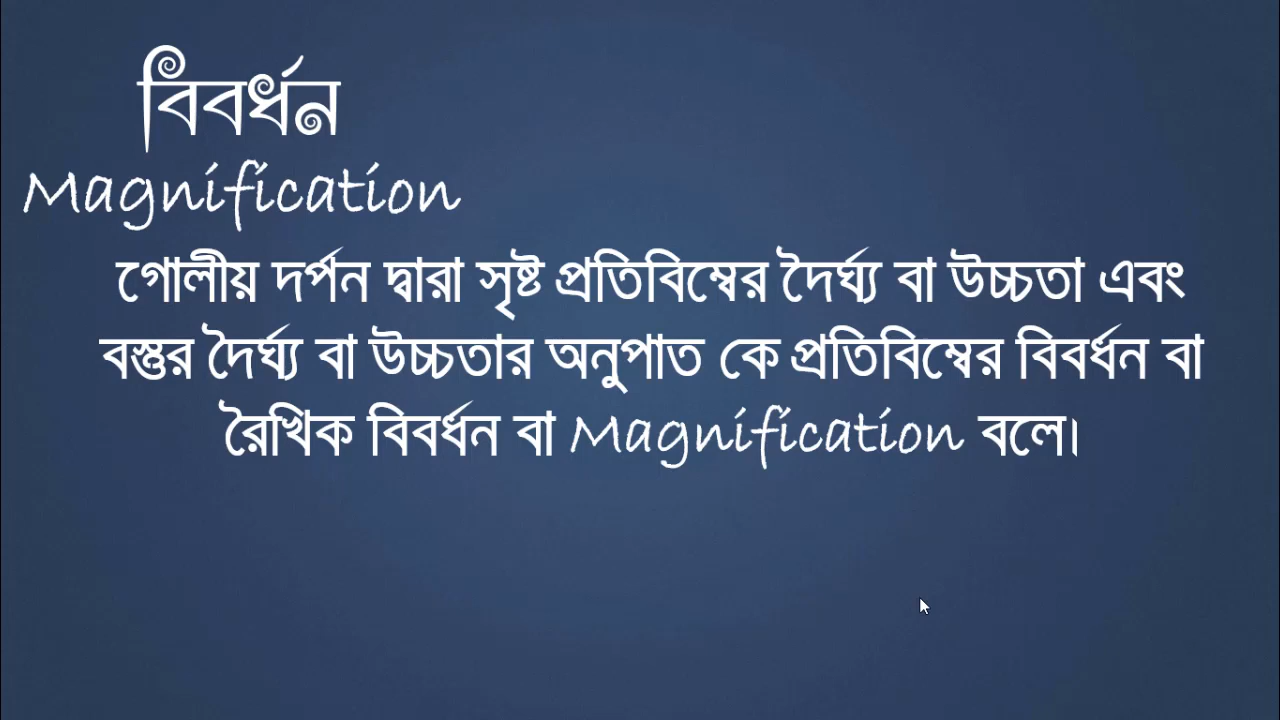 বিবর্ধন
Magnification
গোলীয় দর্পন দ্বারা সৃষ্ট প্রতিবিম্বের দৈর্ঘ্য বা উচ্চতা এবং
বস্তুর দৈর্ঘ্য বা উচ্চতার অনুপাত কে প্রতিবিম্বের বিবর্ধন বা
রৈখিক বিবর্ধন বা Magnification বলে।